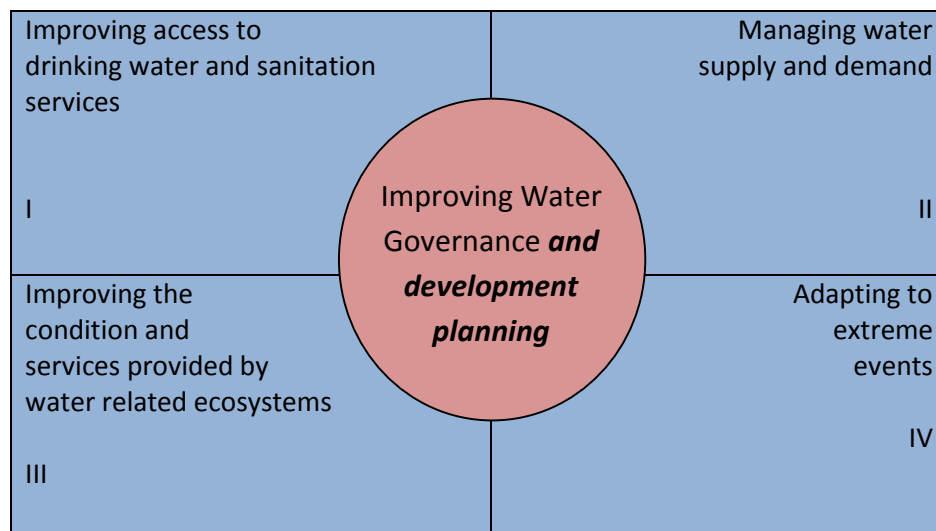 Improving access to
drinking water and sanitation
services
I
Managing water
supply and demand
II
Improving Water
Governance and
development
planning
Improving the
condition and
services provided by
water related ecosystems
III
Adapting to
extreme
events
IV